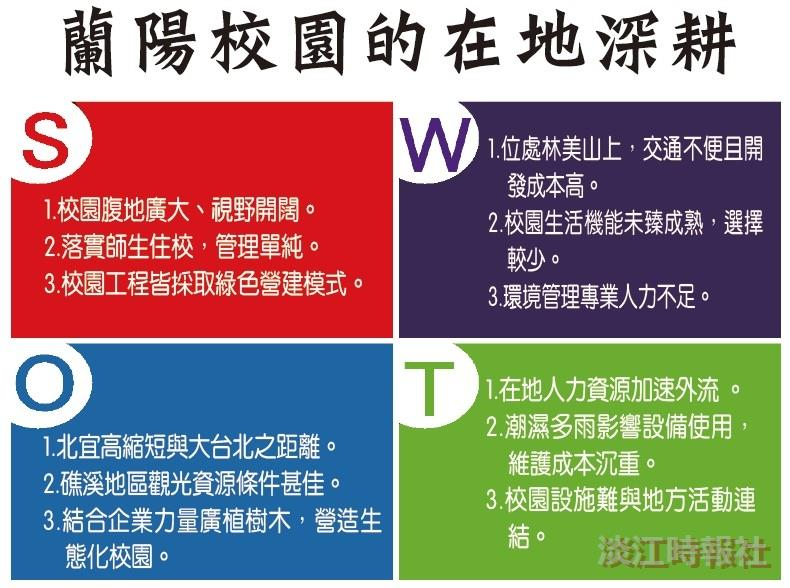 蘭陽校園的在地深耕
S
1.校園腹地廣大、視野開闊。
2.落實師生住校，管理單純。
3.校園工程皆採取綠色營建模式。
W
1.位處林美山上，交通不便且開
發成本高。
2.校園生活機能未臻成熟，選擇
較少。
3.環境管理專業人力不足。
O
1.北宜高縮短與大台北之距離。
2.礁溪地區觀光資源條件甚佳。
3.結合企業力量廣植樹木，營造生
態化校園。
T
1.在地人力資源加速外流 。
2.潮濕多雨影響設備使用，
維護成本沉重。
3.校園設施難與地方活動連
結。
淡江時報社